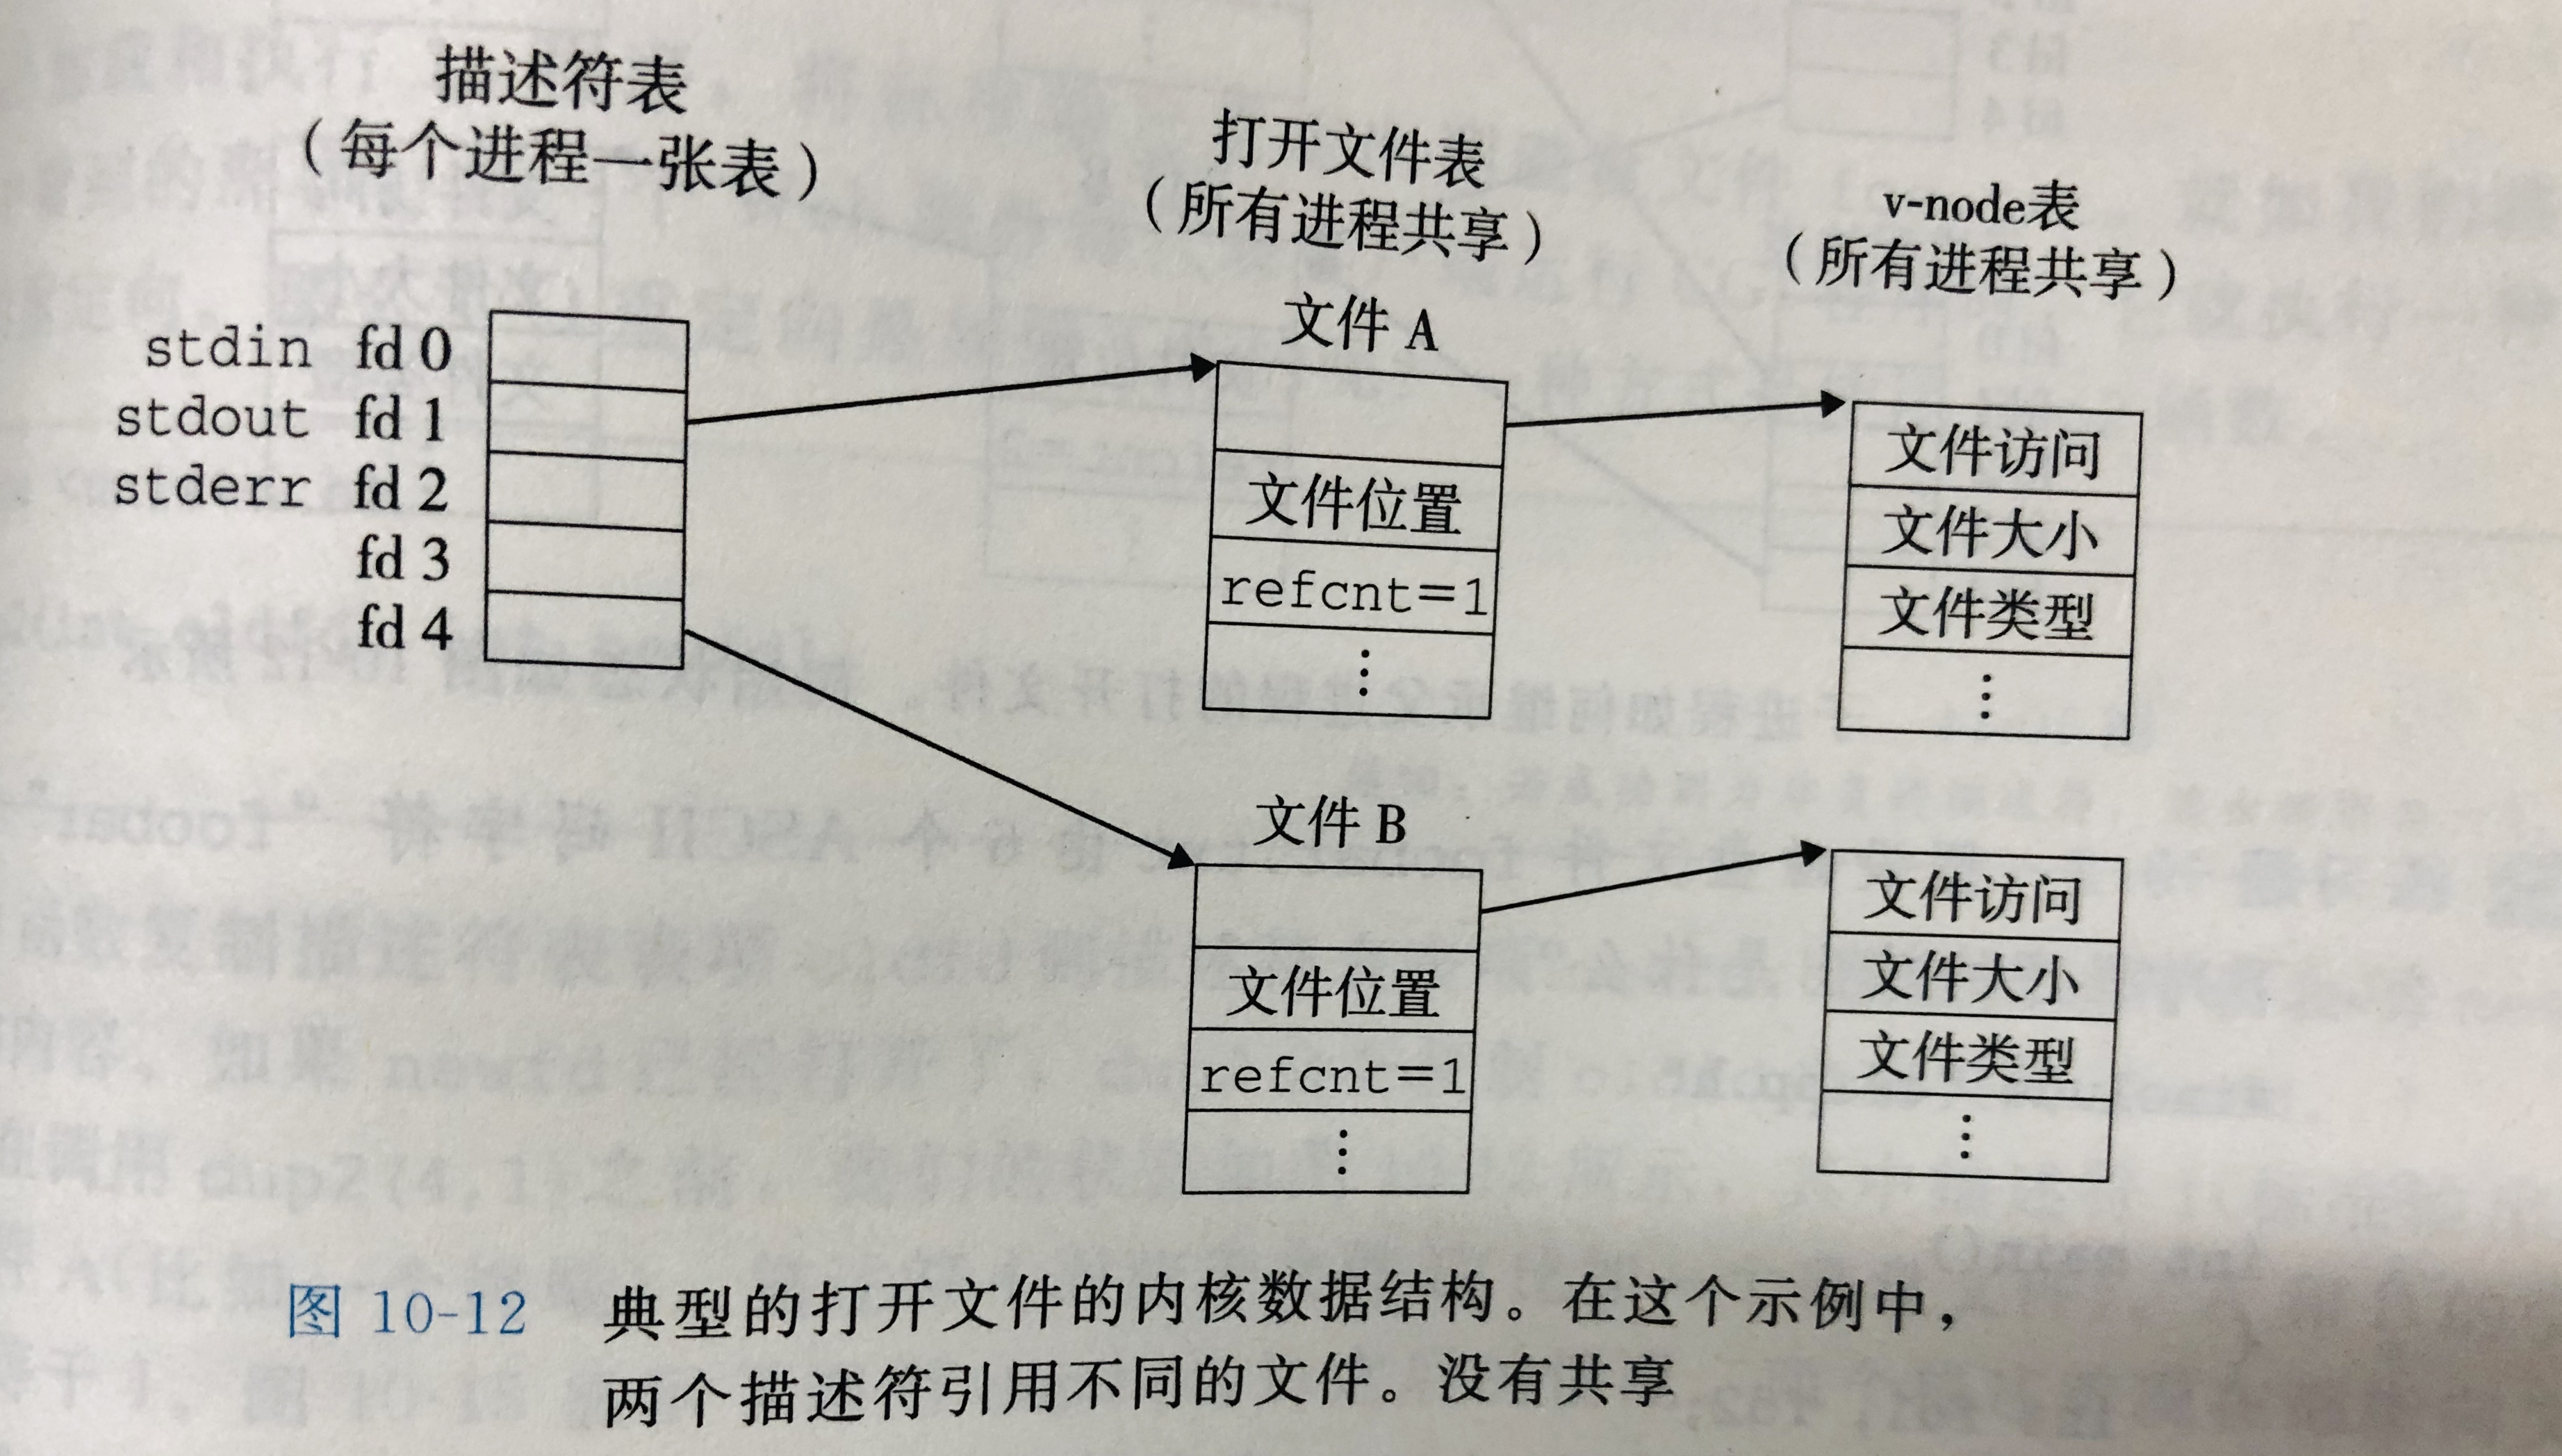 描述符表
（每个进程一张表）
打开文件表
（所有进程共享）
v-node表
（所有进程共享）
stdin fd 0
stdout fd 1
stderr fd 2
fd 3
fd 4
文件 A
文件位置
refcnt=1
⋮
文件访问
文件大小
文件类型
⋮
文件 B
文件位置
refcnt=1
⋮
文件访问
文件大小
文件类型
⋮
图 10-12 典型的打开文件的内核数据结构。在这个示例中，
两个描述符引用不同的文件。没有共享